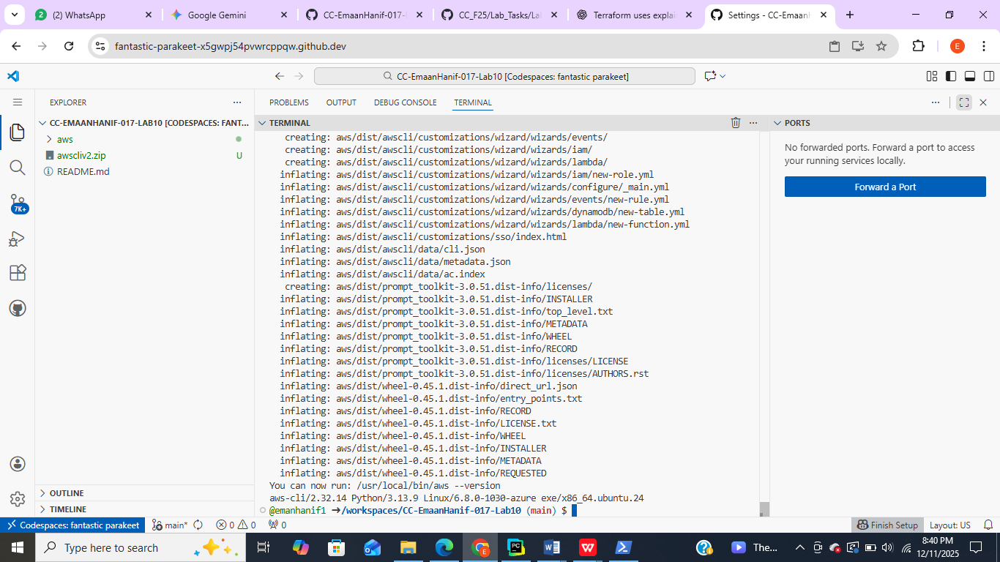 2
(2) WhatsApp
Google Gemini
CC-EmaanHanif-017-
CC_F25/Lab_Tasks/La
Terraform uses explai
Settings - CC-Emaan
fantastic-parakeet-x5gwpj54pvwrcppqw.github.dev
E
CC-EmaanHanif-017-Lab10 [Codespaces: fantastic parakeet]
EXPLORER
CC-EMAANHANIF-017-LAB10 [CODESPACES: FANT...
aws
awscliv2.zip
U
README.md
7K+
OUTLINE
TIMELINE
PROBLEMS
OUTPUT
DEBUG CONSOLE
TERMINAL
TERMINAL
creating: aws/dist/awscli/customizations/wizard/wizards/events/
creating: aws/dist/awscli/customizations/wizard/wizards/iam/
creating: aws/dist/awscli/customizations/wizard/wizards/lambda/
inflating: aws/dist/awscli/customizations/wizard/wizards/iam/new-role.yml
inflating: aws/dist/awscli/customizations/wizard/wizards/configure/_main.yml
inflating: aws/dist/awscli/customizations/wizard/wizards/events/new-rule.yml
inflating: aws/dist/awscli/customizations/wizard/wizards/dynamodb/new-table.yml
inflating: aws/dist/awscli/customizations/wizard/wizards/lambda/new-function.yml
inflating: aws/dist/awscli/customizations/sso/index.html
inflating: aws/dist/awscli/data/cli.json
inflating: aws/dist/awscli/data/metadata.json
inflating: aws/dist/awscli/data/ac.index
creating: aws/dist/prompt_toolkit-3.0.51.dist-info/licenses/
inflating: aws/dist/prompt_toolkit-3.0.51.dist-info/INSTALLER
inflating: aws/dist/prompt_toolkit-3.0.51.dist-info/top_level.txt
inflating: aws/dist/prompt_toolkit-3.0.51.dist-info/METADATA
inflating: aws/dist/prompt_toolkit-3.0.51.dist-info/WHEEL
inflating: aws/dist/prompt_toolkit-3.0.51.dist-info/RECORD
inflating: aws/dist/prompt_toolkit-3.0.51.dist-info/licenses/LICENSE
inflating: aws/dist/prompt_toolkit-3.0.51.dist-info/licenses/AUTHORS.rst
inflating: aws/dist/wheel-0.45.1.dist-info/direct_url.json
inflating: aws/dist/wheel-0.45.1.dist-info/entry_points.txt
inflating: aws/dist/wheel-0.45.1.dist-info/RECORD
inflating: aws/dist/wheel-0.45.1.dist-info/LICENSE.txt
inflating: aws/dist/wheel-0.45.1.dist-info/WHEEL
inflating: aws/dist/wheel-0.45.1.dist-info/INSTALLER
inflating: aws/dist/wheel-0.45.1.dist-info/METADATA
inflating: aws/dist/wheel-0.45.1.dist-info/REQUESTED
You can now run: /usr/local/bin/aws --version
aws-cli/2.32.14 Python/3.13.9 Linux/6.8.0-1030-azure exe/x86_64.ubuntu.24
@emanhanif1 ➜/workspaces/CC-EmaanHanif-017-Lab10 (main) $
PORTS
No forwarded ports. Forward a port to access
your running services locally.
Forward a Port
Codespaces: fantastic parakeet
main*
0
0
0
Finish Setup
Layout: US
Type here to search
The...
8:40 PM
12/11/2025